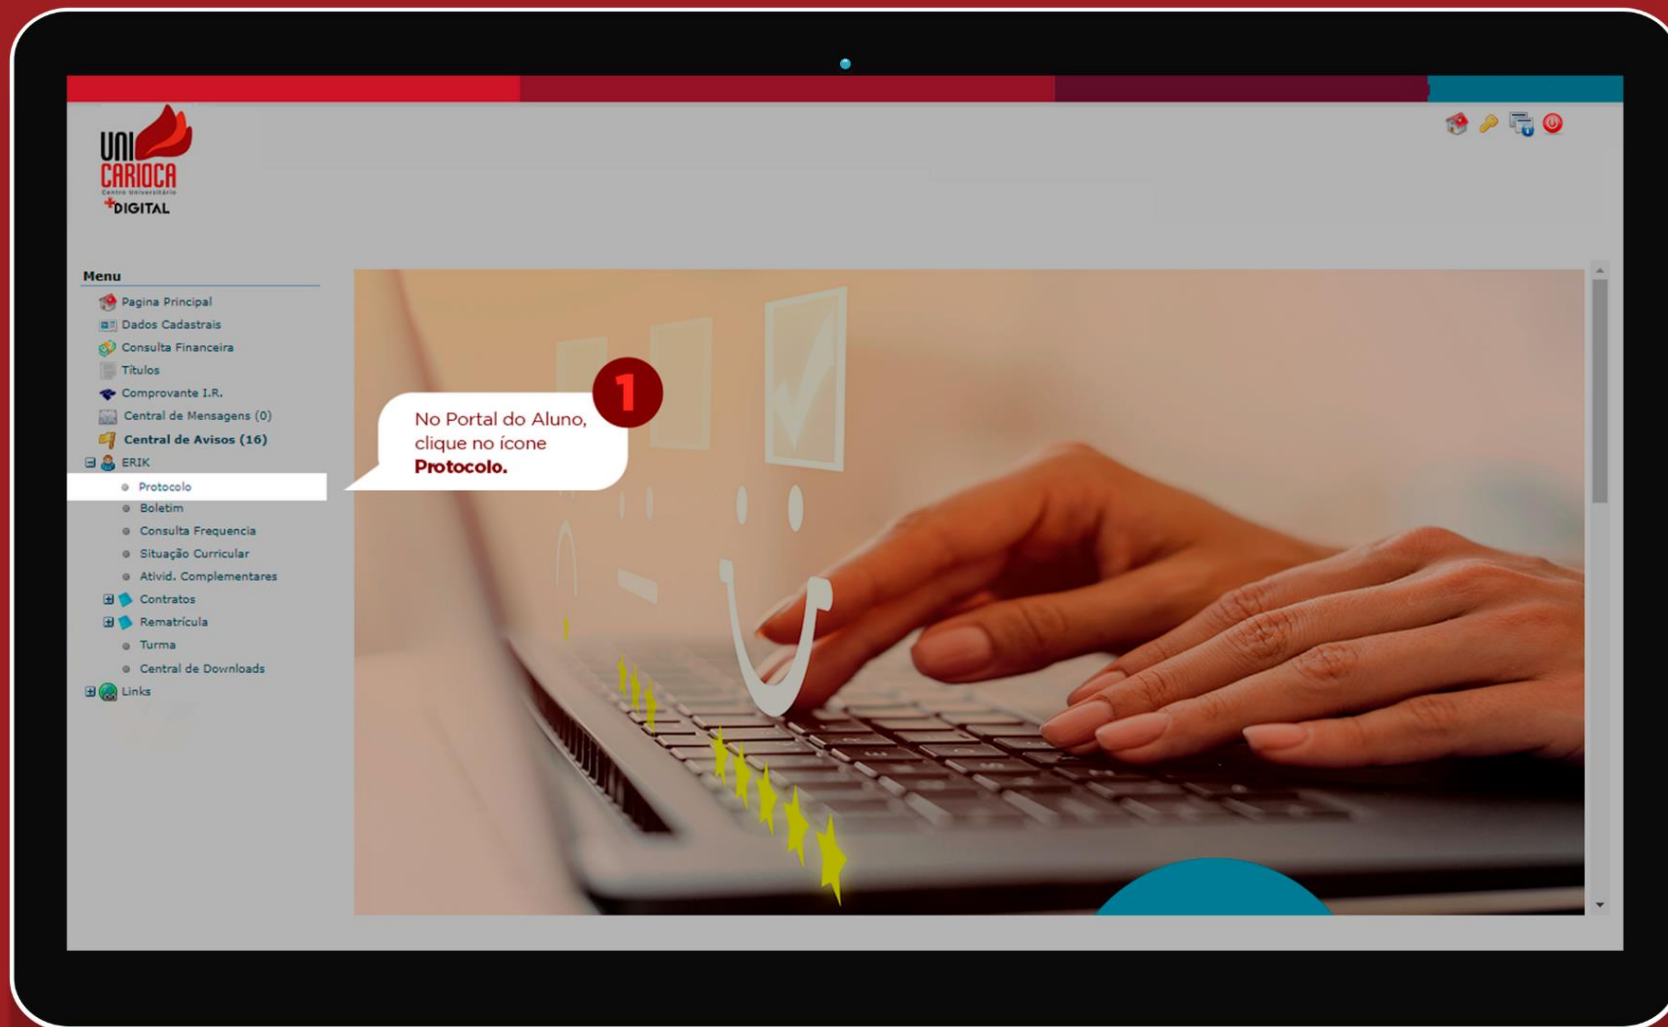 UNI
CARIOCA
Centro Universitário
+DIGITAL
Menu
Pagina Principal
Dados Cadastrais
Consulta Financeira
Títulos
Comprovante I.R.
Central de Mensagens (0)
Central de Avisos (16)
ERIK
Protocolo
Boletim
Consulta Frequencia
Situação Curricular
Ativid. Complementares
Contratos
Rematrícula
Turma
Central de Downloads
Links
1
No Portal do Aluno,
clique no ícone
Protocolo.